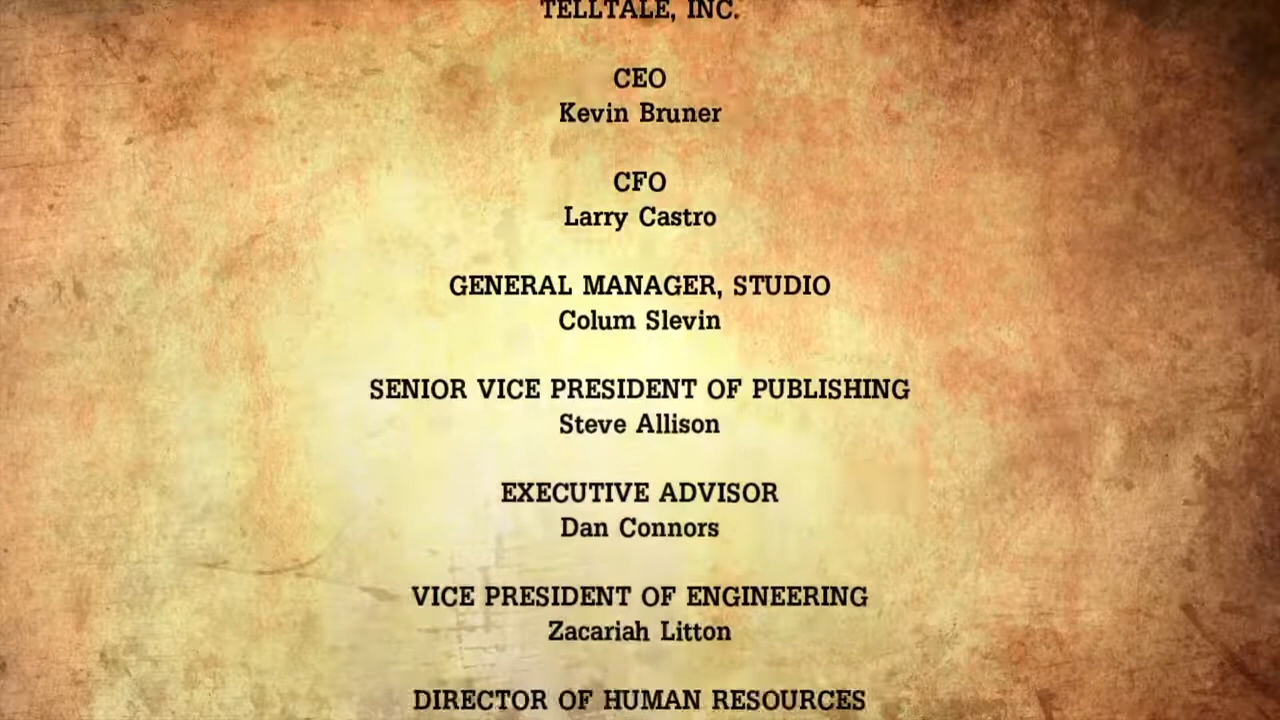 TELLTALE, INC.
CEO
Kevin Bruner
CFO
Larry Castro
GENERAL MANAGER, STUDIO
Colum Slevin
SENIOR VICE PRESIDENT OF PUBLISHING
Steve Allison
EXECUTIVE ADVISOR
Dan Connors
VICE PRESIDENT OF ENGINEERING
Zacariah Litton
DIRECTOR OF HUMAN RESOURCES